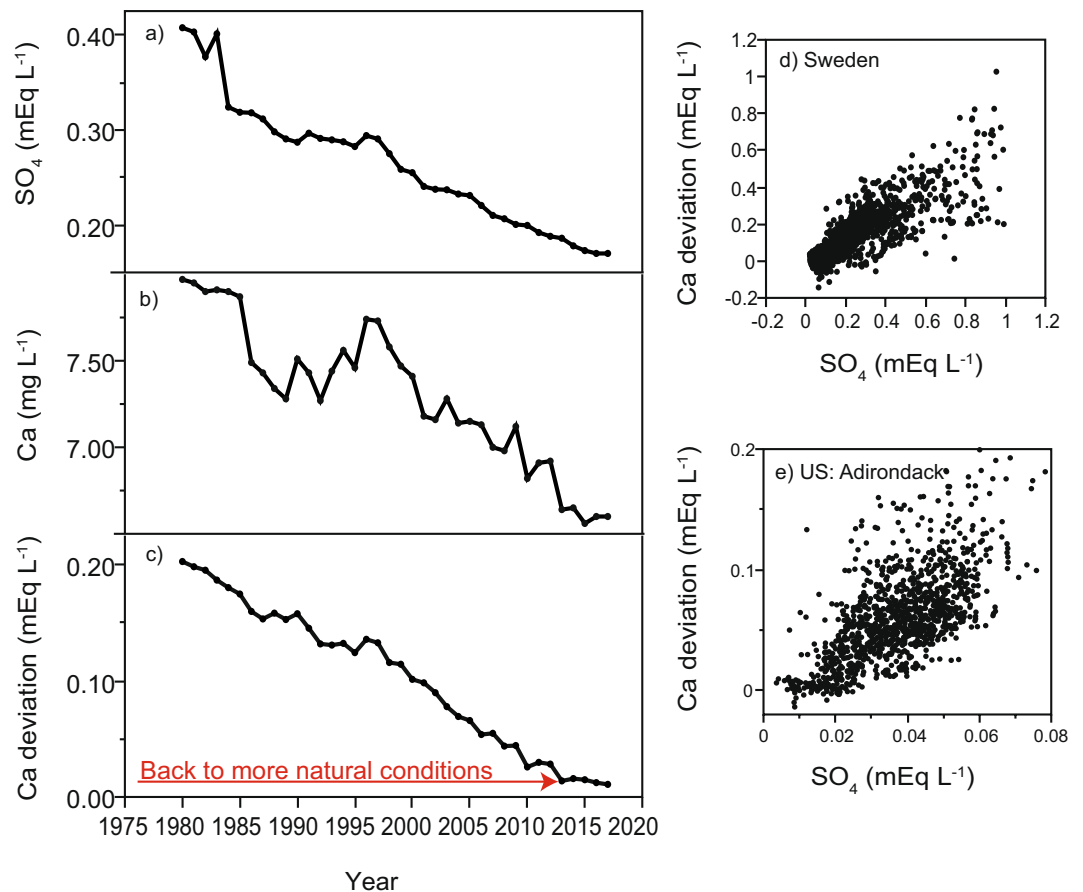 a)
SO₄ (mEq L⁻¹)
0.40
0.30
0.20
b)
Ca (mg L⁻¹)
7.50
7.00
c)
Ca deviation (mEq L⁻¹)
0.20
0.10
0.00
Back to more natural conditions
1975 1980 1985 1990 1995 2000 2005 2010 2015 2020
Year
d) Sweden
Ca deviation (mEq L⁻¹)
1.2
1
0.8
0.6
0.4
0.2
0
-0.2
-0.2 0 0.2 0.4 0.6 0.8 1 1.2
SO₄ (mEq L⁻¹)
e) US: Adirondack
Ca deviation (mEq L⁻¹)
0.2
0.1
0
0 0.02 0.04 0.06 0.08
SO₄ (mEq L⁻¹)